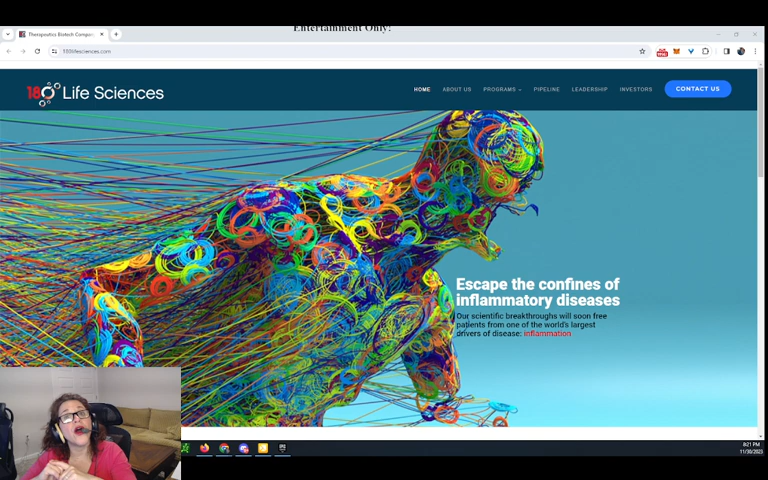 Entertainment Only!
Therapeutics Biotech Compan
180lifesciences.com
180 Life Sciences
HOME
ABOUT US
PROGRAMS
PIPELINE
LEADERSHIP
INVESTORS
CONTACT US
Escape the confines of
inflammatory diseases
Our scientific breakthroughs will soon free
patients from one of the world's largest
drivers of disease: inflammation
8:21 PM
11/30/2023